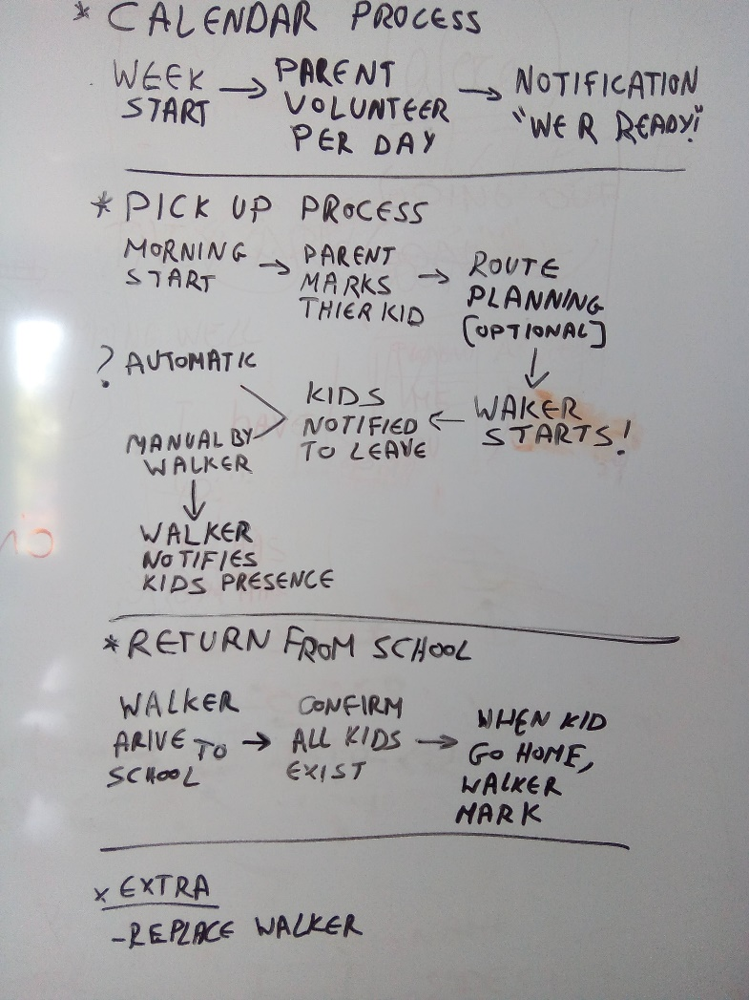 * CALENDAR PROCESS
WEEK START → PARENT VOLUNTEER PER DAY → NOTIFICATION "WE R READY!"
* PICK UP PROCESS
MORNING START → PARENT MARKS THIER KID → ROUTE PLANNING [OPTIONAL]
↓
WAKER STARTS!
← KIDS NOTIFIED TO LEAVE
? AUTOMATIC
MANUAL BY WALKER
↓
WALKER NOTIFIES KIDS PRESENCE
* RETURN FROM SCHOOL
WALKER ARIVE TO SCHOOL → CONFIRM ALL KIDS EXIST → WHEN KID GO HOME, WALKER MARK
x EXTRA
- REPLACE WALKER